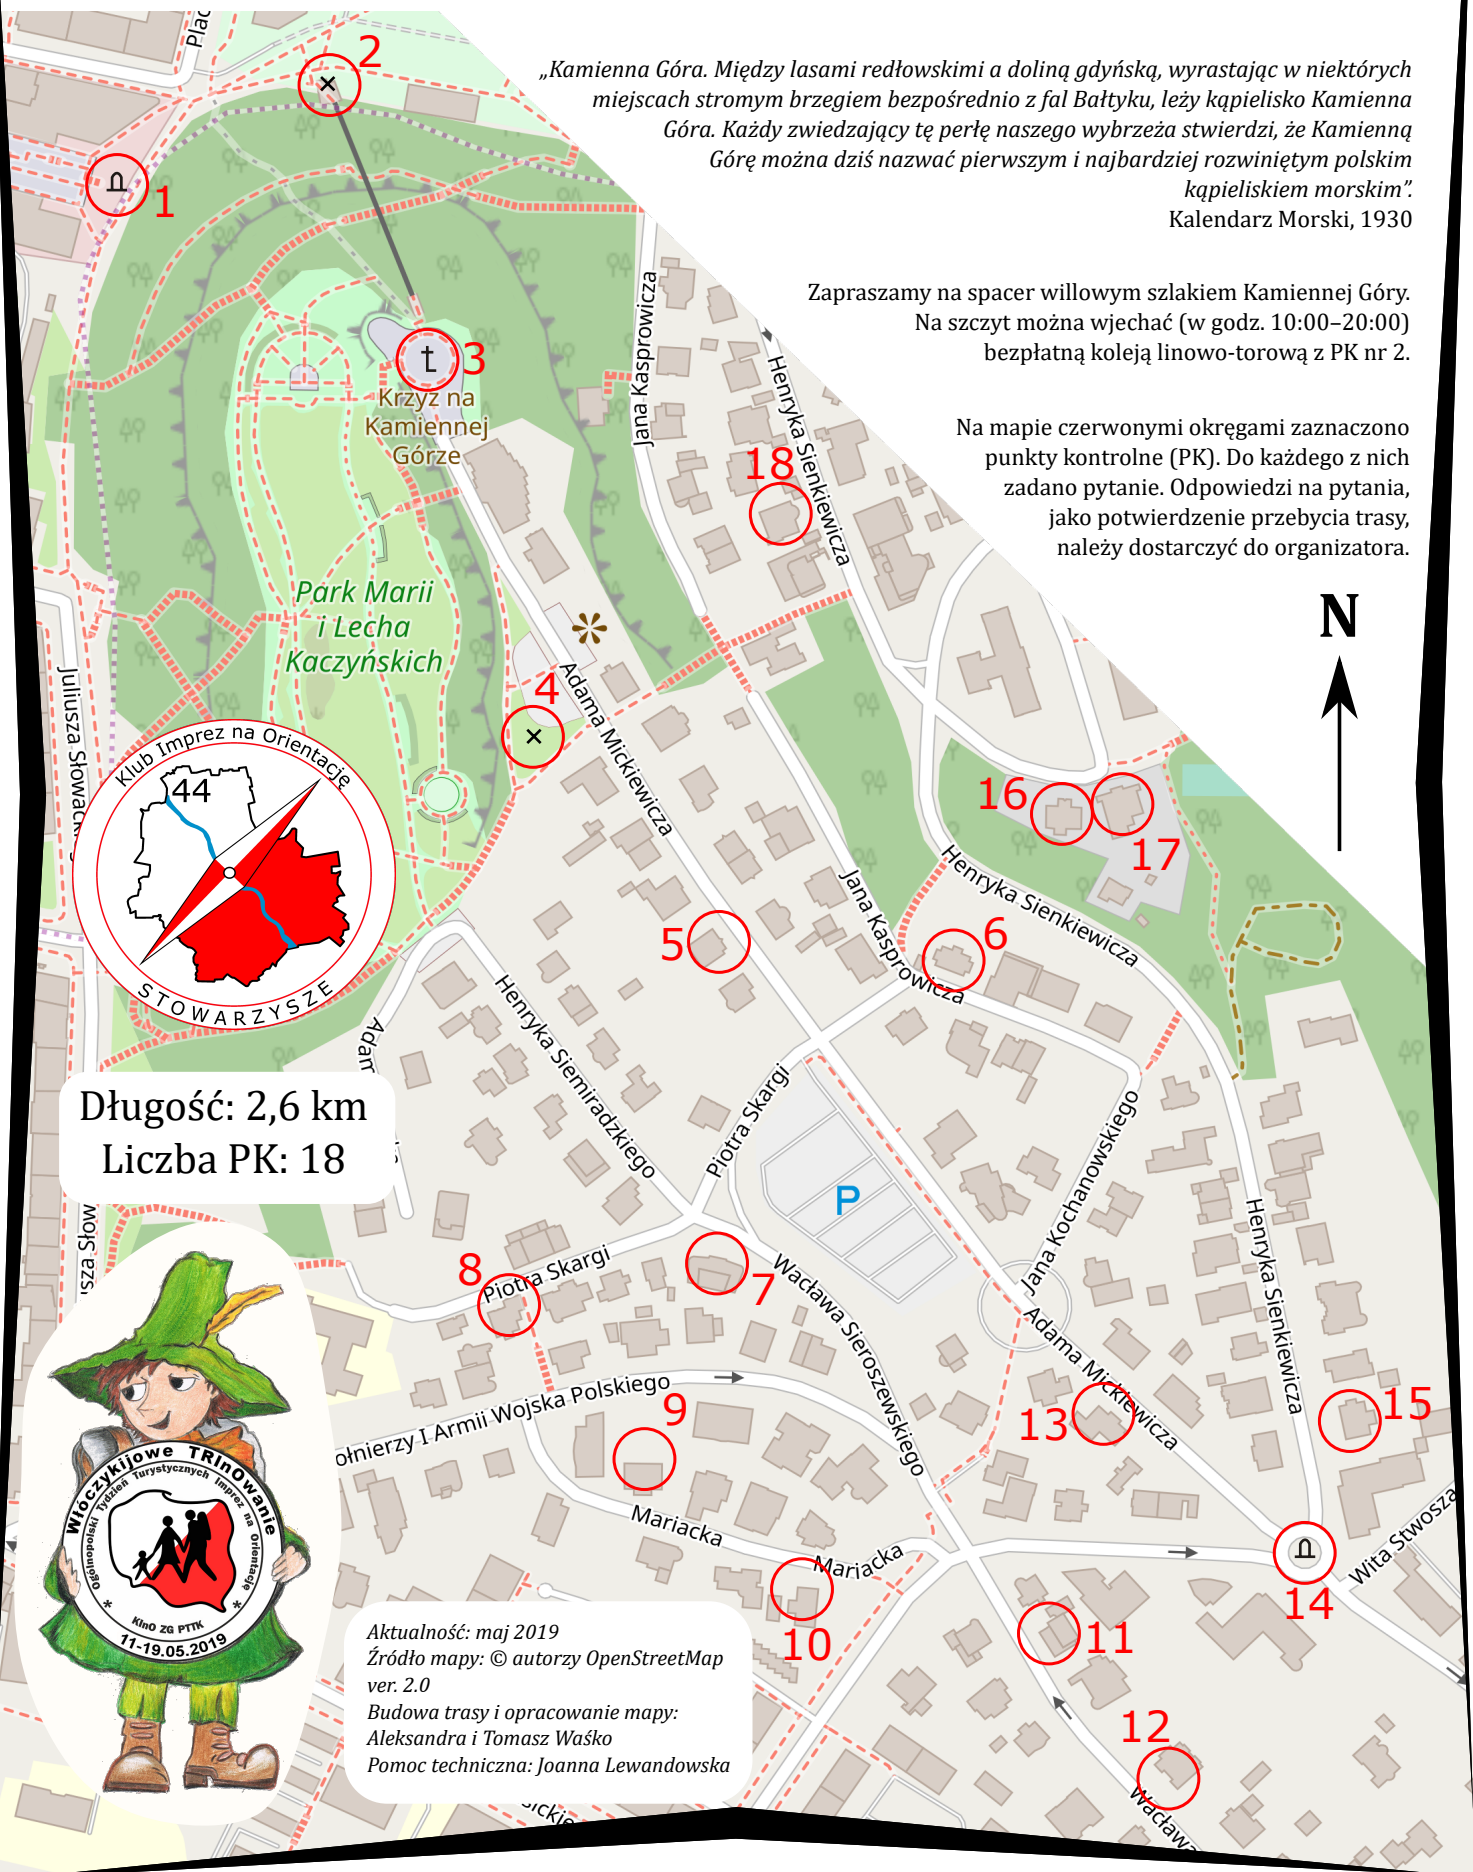 „Kamienna Góra. Między lasami redłowskimi a doliną gdyńską, wyrastając w niektórych
miejscach stromym brzegiem bezpośrednio z fal Bałtyku, leży kąpielisko Kamienna
Góra. Każdy zwiedzający tę perłę naszego wybrzeża stwierdzi, że Kamienną
Górę można dziś nazwać pierwszym i najbardziej rozwiniętym polskim
kąpieliskiem morskim”.
Kalendarz Morski, 1930
Zapraszamy na spacer willowym szlakiem Kamiennej Góry.
Na szczyt można wjechać (w godz. 10:00–20:00)
bezpłatną koleją linowo-torową z PK nr 2.
Na mapie czerwonymi okręgami zaznaczono
punkty kontrolne (PK). Do każdego z nich
zadano pytanie. Odpowiedzi na pytania,
jako potwierdzenie przebycia trasy,
należy dostarczyć do organizatora.
N
Plac
2
1
3
t
Krzyż na
Kamiennej
Górze
Jana Kasprowicza
Henryka Sienkiewicza
18
Park Marii
i Lecha
Kaczyńskich
4
Adama Mickiewicza
Juliusza Słowac
16
17
Klub Imprez na Orientację
44
STOWARZYSZE
5
6
Jana Kasprowicza
Henryka Sienkiewicza
Henryka Siemiradzkiego
Adam
Długość: 2,6 km
Liczba PK: 18
Piotra Skargi
P
Jana Kochanowskiego
Henryka Sienkiewicza
usza Słow
8
Piotra Skargi
7
Wacława Sieroszewskiego
Adama Mickiewicza
ołnierzy I Armii Wojska Polskiego
9
13
15
Mariacka
Mariacka
10
11
14
Wita Stwosza
12
Wacława
Włóczykijowe TRInOwanie
Ogólnopolski Tydzień Turystycznych Imprez na Orientację
* KInO ZG PTTK *
11-19.05.2019
Aktualność: maj 2019
Źródło mapy: © autorzy OpenStreetMap
ver. 2.0
Budowa trasy i opracowanie mapy:
Aleksandra i Tomasz Waśko
Pomoc techniczna: Joanna Lewandowska
sickie